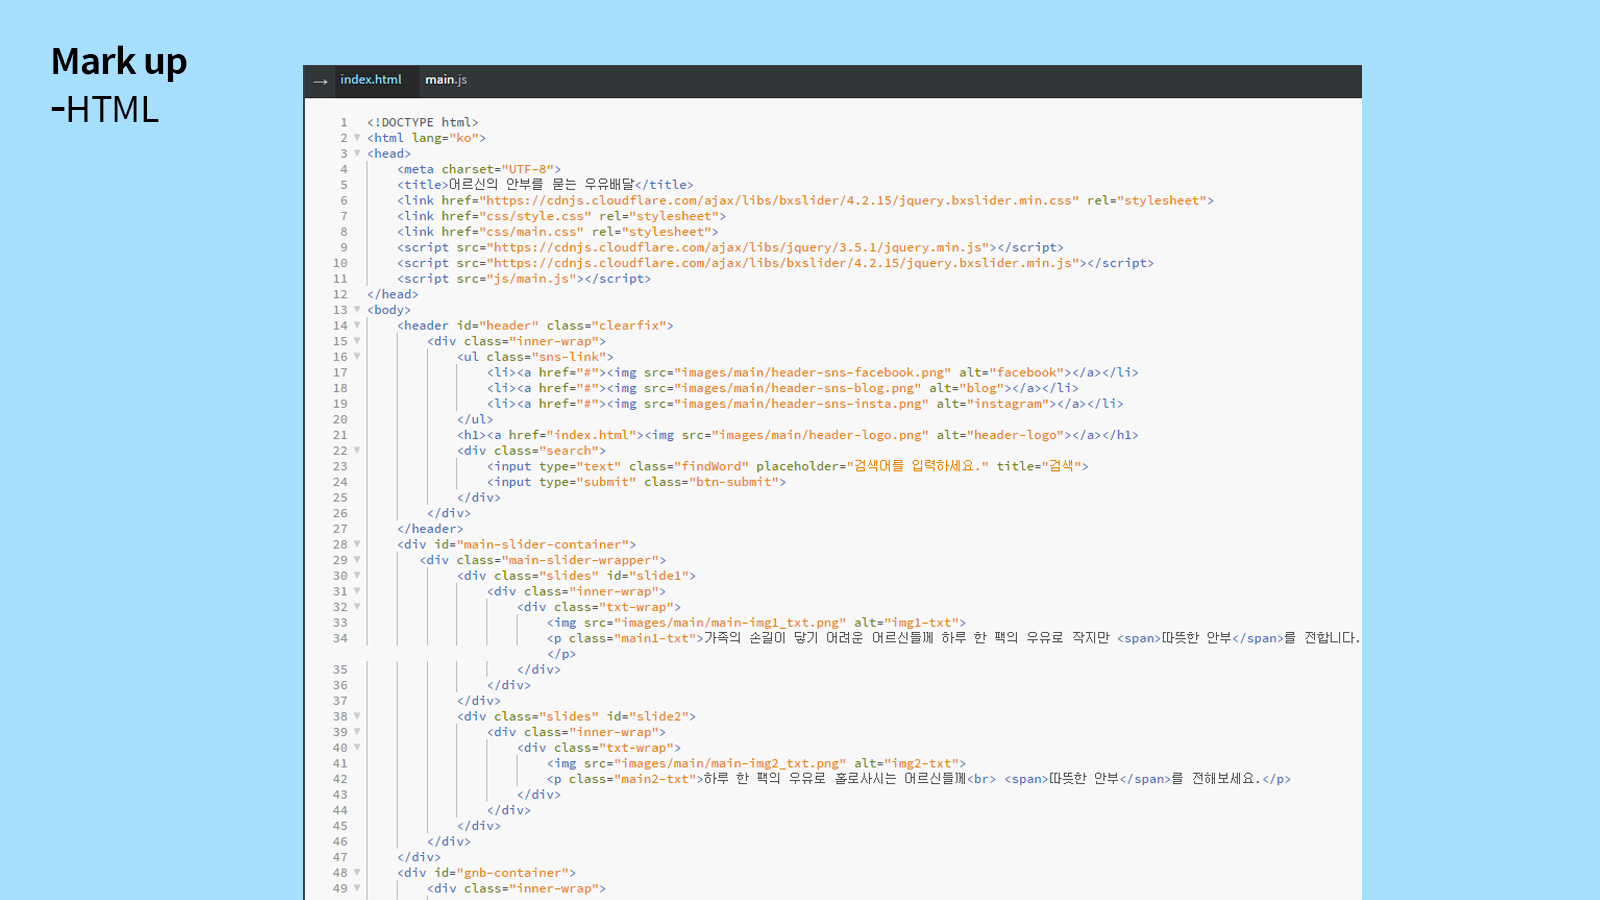 Mark up
-HTML
→ index.html main.js
1 <!DOCTYPE html>
2 <html lang="ko">
3 <head>
4 <meta charset="UTF-8">
5 <title>어르신의 안부를 묻는 우유배달</title>
6 <link href="https://cdnjs.cloudflare.com/ajax/libs/bxslider/4.2.15/jquery.bxslider.min.css" rel="stylesheet">
7 <link href="css/style.css" rel="stylesheet">
8 <link href="css/main.css" rel="stylesheet">
9 <script src="https://cdnjs.cloudflare.com/ajax/libs/jquery/3.5.1/jquery.min.js"></script>
10 <script src="https://cdnjs.cloudflare.com/ajax/libs/bxslider/4.2.15/jquery.bxslider.min.js"></script>
11 <script src="js/main.js"></script>
12 </head>
13 <body>
14 <header id="header" class="clearfix">
15 <div class="inner-wrap">
16 <ul class="sns-link">
17 <li><a href="#"><img src="images/main/header-sns-facebook.png" alt="facebook"></a></li>
18 <li><a href="#"><img src="images/main/header-sns-blog.png" alt="blog"></a></li>
19 <li><a href="#"><img src="images/main/header-sns-insta.png" alt="instagram"></a></li>
20 </ul>
21 <h1><a href="index.html"><img src="images/main/header-logo.png" alt="header-logo"></a></h1>
22 <div class="search">
23 <input type="text" class="findWord" placeholder="검색어를 입력하세요." title="검색">
24 <input type="submit" class="btn-submit">
25 </div>
26 </div>
27 </header>
28 <div id="main-slider-container">
29 <div class="main-slider-wrapper">
30 <div class="slides" id="slide1">
31 <div class="inner-wrap">
32 <div class="txt-wrap">
33 <img src="images/main/main-img1_txt.png" alt="img1-txt">
34 <p class="main1-txt">가족의 손길이 닿기 어려운 어르신들께 하루 한 팩의 우유로 작지만 <span>따뜻한 안부</span>를 전합니다.
</p>
35 </div>
36 </div>
37 </div>
38 <div class="slides" id="slide2">
39 <div class="inner-wrap">
40 <div class="txt-wrap">
41 <img src="images/main/main-img2_txt.png" alt="img2-txt">
42 <p class="main2-txt">하루 한 팩의 우유로 홀로사시는 어르신들께<br> <span>따뜻한 안부</span>를 전해보세요.</p>
43 </div>
44 </div>
45 </div>
46 </div>
47 </div>
48 <div id="gnb-container">
49 <div class="inner-wrap">